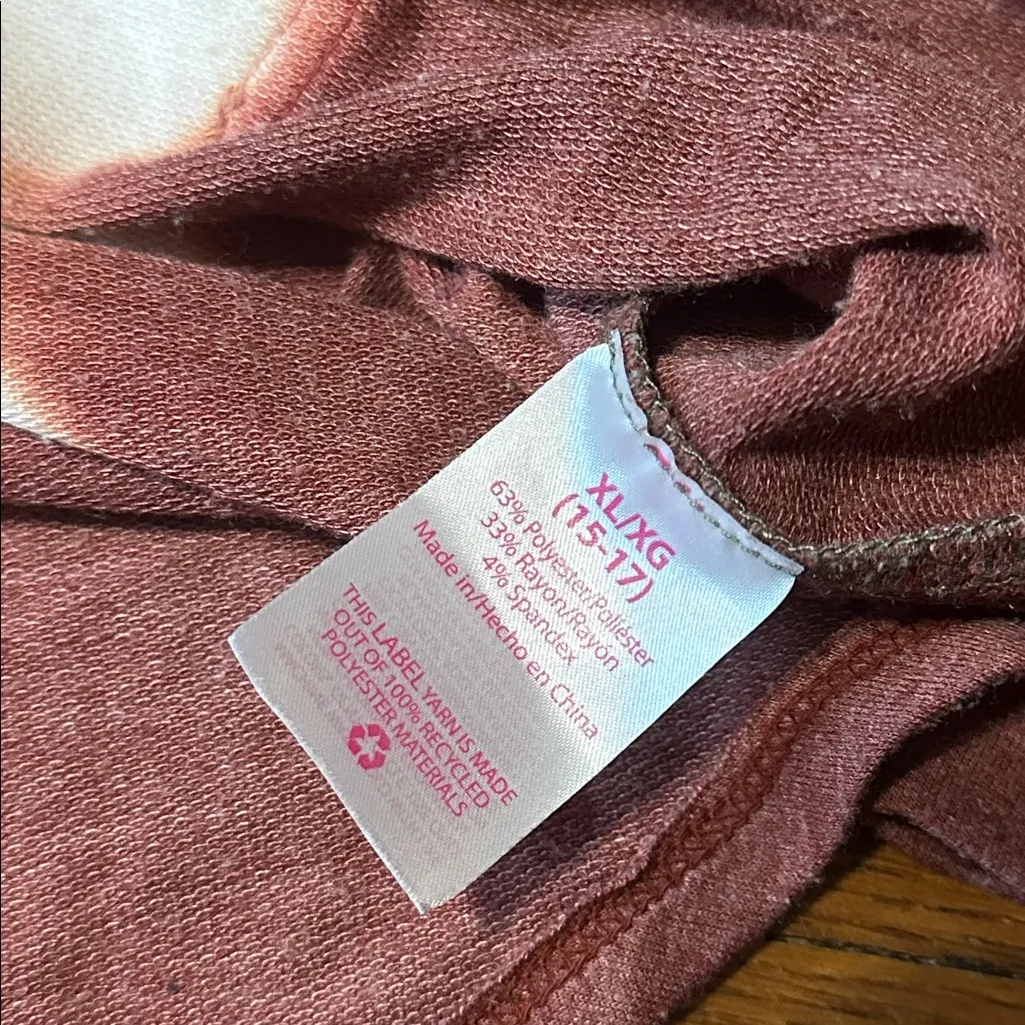 XL/XG
(15-17)
63% Polyester/Poliéster
33% Rayon/Rayón
4% Spandex
Made in/Hecho en China
THIS LABEL YARN IS MADE
OUT OF 100% RECYCLED
POLYESTER MATERIALS